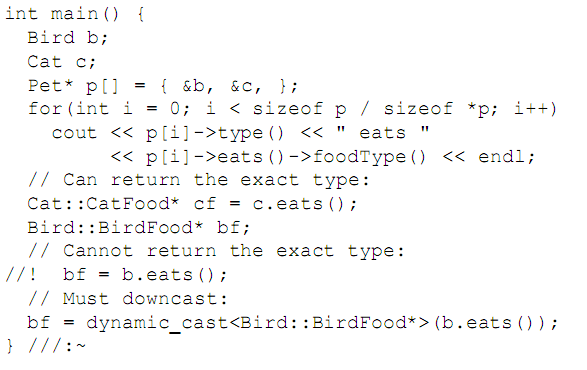 int main() {
  Bird b;
  Cat c;
  Pet* p[] = { &b, &c, };
  for(int i = 0; i < sizeof p / sizeof *p; i++)
    cout << p[i]->type() << " eats "
         << p[i]->eats()->foodType() << endl;
  // Can return the exact type:
  Cat::CatFood* cf = c.eats();
  Bird::BirdFood* bf;
  // Cannot return the exact type:
//!  bf = b.eats();
  // Must downcast:
  bf = dynamic_cast<Bird::BirdFood*>(b.eats());
} ///:~